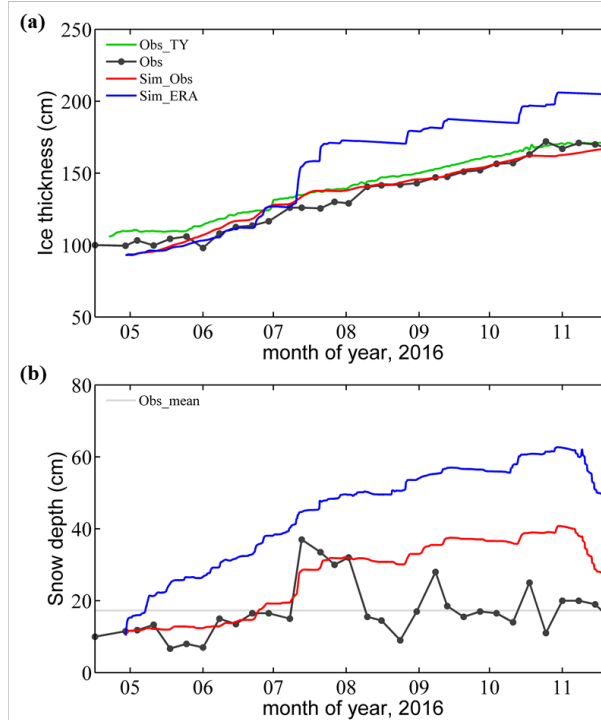 (a)
250
200
150
100
50
Ice thickness (cm)
Obs_TY
Obs
Sim_Obs
Sim_ERA
05 06 07 08 09 10 11
month of year, 2016
(b)
80
60
40
20
0
Snow depth (cm)
Obs_mean
05 06 07 08 09 10 11
month of year, 2016